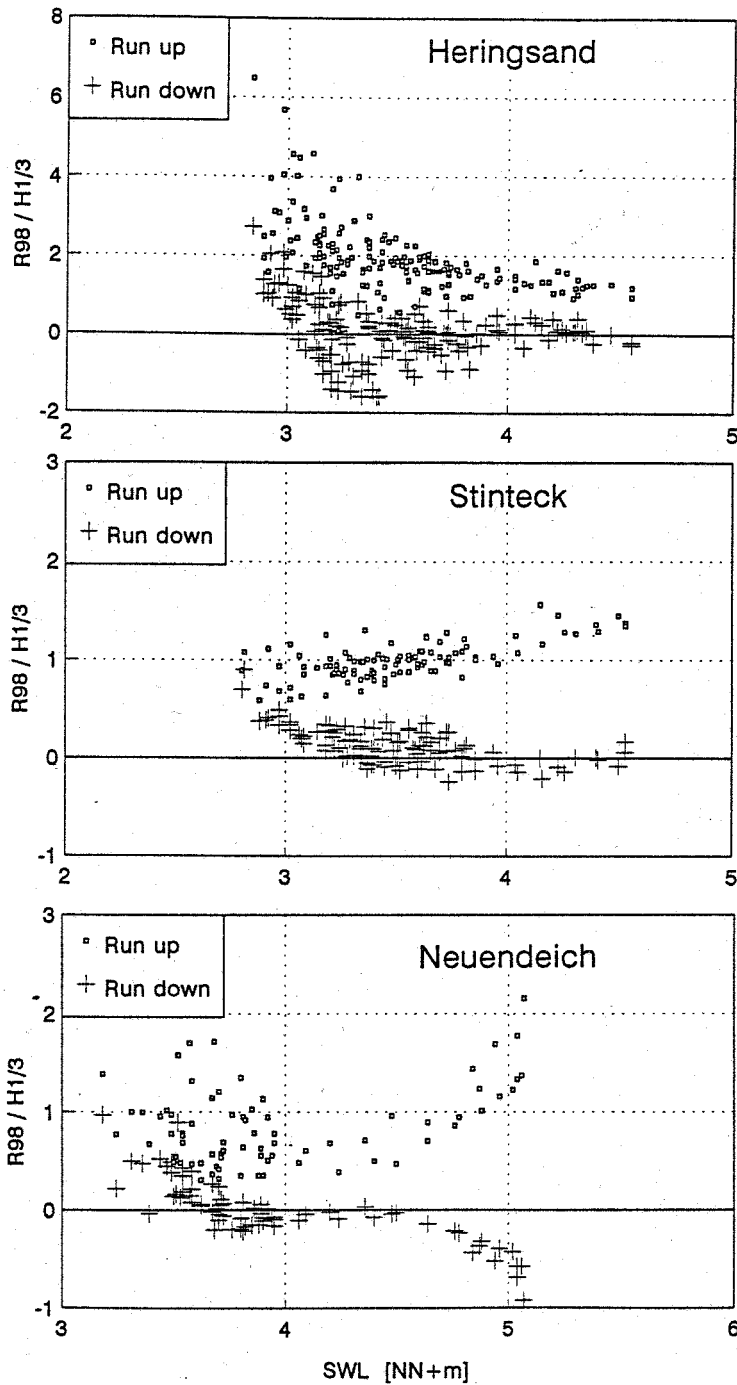 8
6
4
2
0
-2
R98 / H1/3
Run up
Run down
Heringsand
2
3
4
5
3
2
1
0
-1
R98 / H1/3
Run up
Run down
Stinteck
2
3
4
5
3
2
1
0
-1
R98 / H1/3
Run up
Run down
Neuendeich
3
4
5
6
SWL [NN+m]